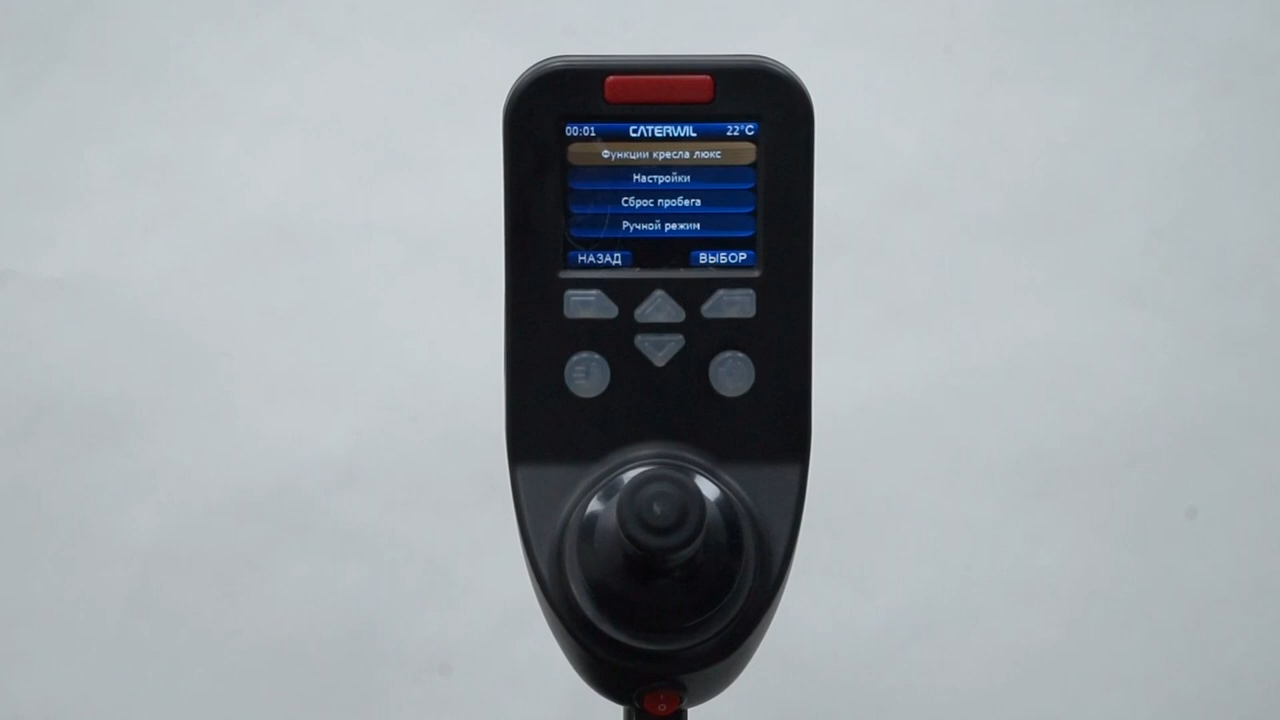 00:01 CATERWIL 22°C
Функции кресла люкс
Настройки
Сброс пробега
Ручной режим
НАЗАД ВЫБОР